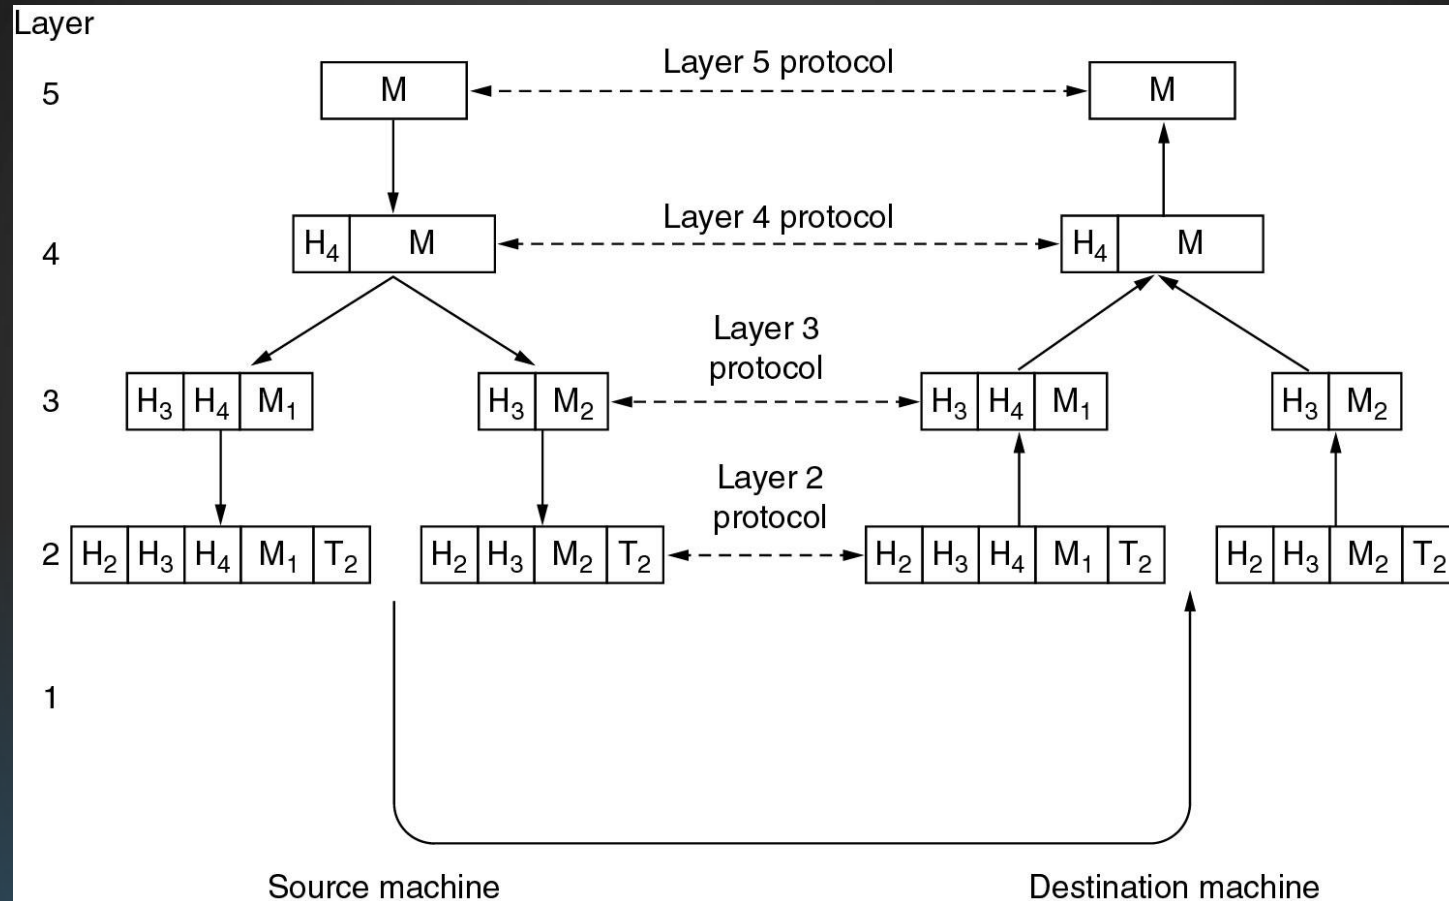 Layer
5 M Layer 5 protocol M
4 H₄ M Layer 4 protocol H₄ M
Layer 3
protocol
3 H₃ H₄ M₁ H₃ M₂ H₃ H₄ M₁ H₃ M₂
Layer 2
protocol
2 H₂ H₃ H₄ M₁ T₂ H₂ H₃ M₂ T₂ H₂ H₃ H₄ M₁ T₂ H₂ H₃ M₂ T₂
1
Source machine Destination machine